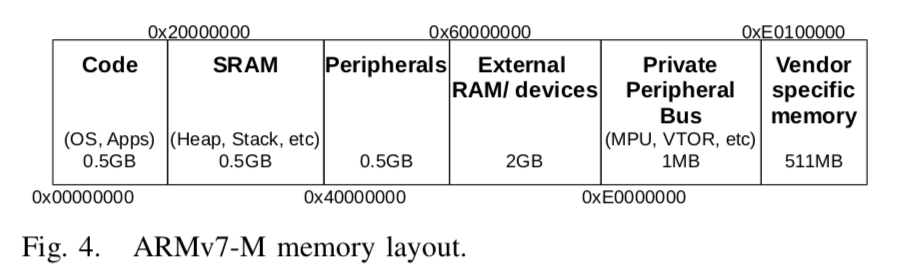 0x20000000 0x60000000 0xE0100000
Code SRAM Peripherals External Private Vendor
RAM/ devices Peripheral specific
Bus memory
(OS, Apps) (Heap, Stack, etc) (MPU, VTOR, etc)
0.5GB 0.5GB 0.5GB 2GB 1MB 511MB
0x00000000 0x40000000 0xE0000000
Fig. 4. ARMv7-M memory layout.